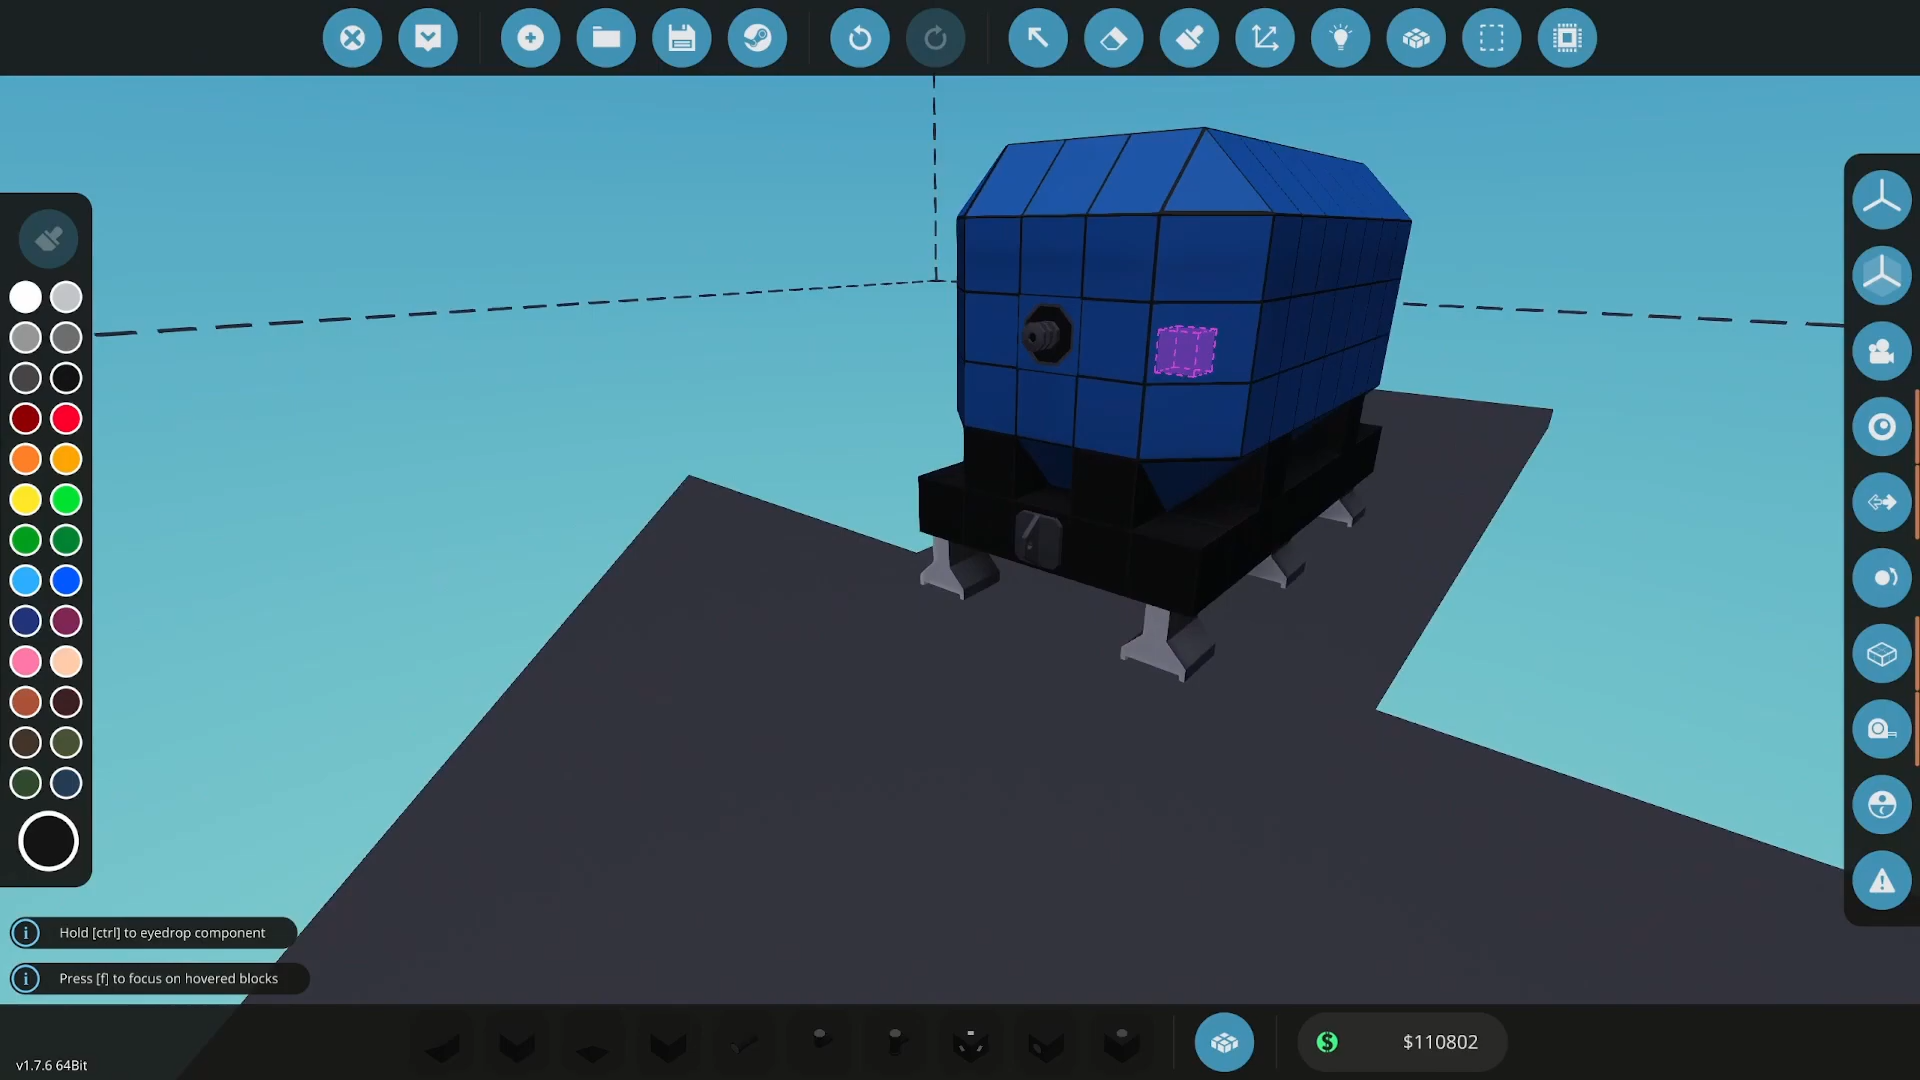 Hold [ctrl] to eyedrop component
Press [f] to focus on hovered blocks
v1.7.6 64Bit
$110802